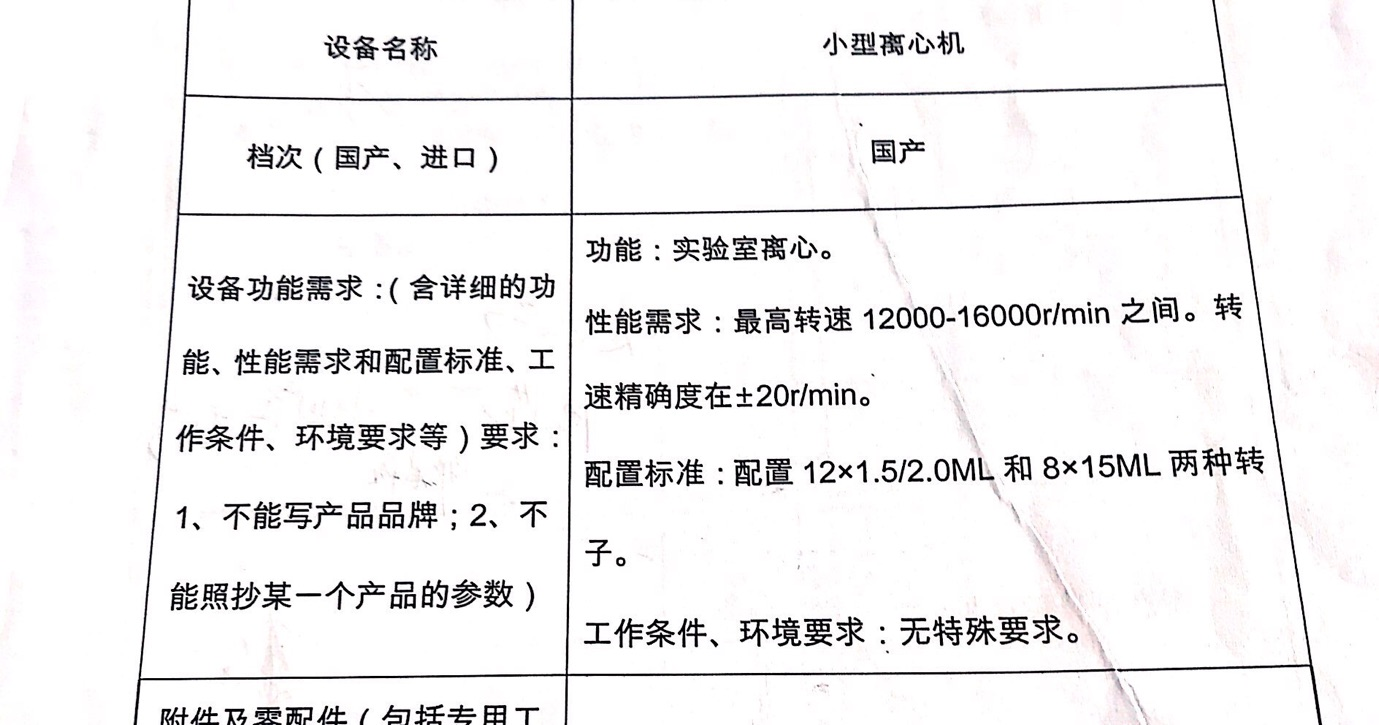 设备名称
小型离心机
档次（国产、进口）
国产
设备功能需求：（含详细的功
能、性能需求和配置标准、工
作条件、环境要求等）要求：
1、不能写产品品牌；2、不
能照抄某一个产品的参数）
功能：实验室离心。
性能需求：最高转速 12000-16000r/min 之间。转
速精确度在±20r/min。
配置标准：配置 12×1.5/2.0ML 和 8×15ML 两种转
子。
工作条件、环境要求：无特殊要求。
附件及零配件（包括专用工